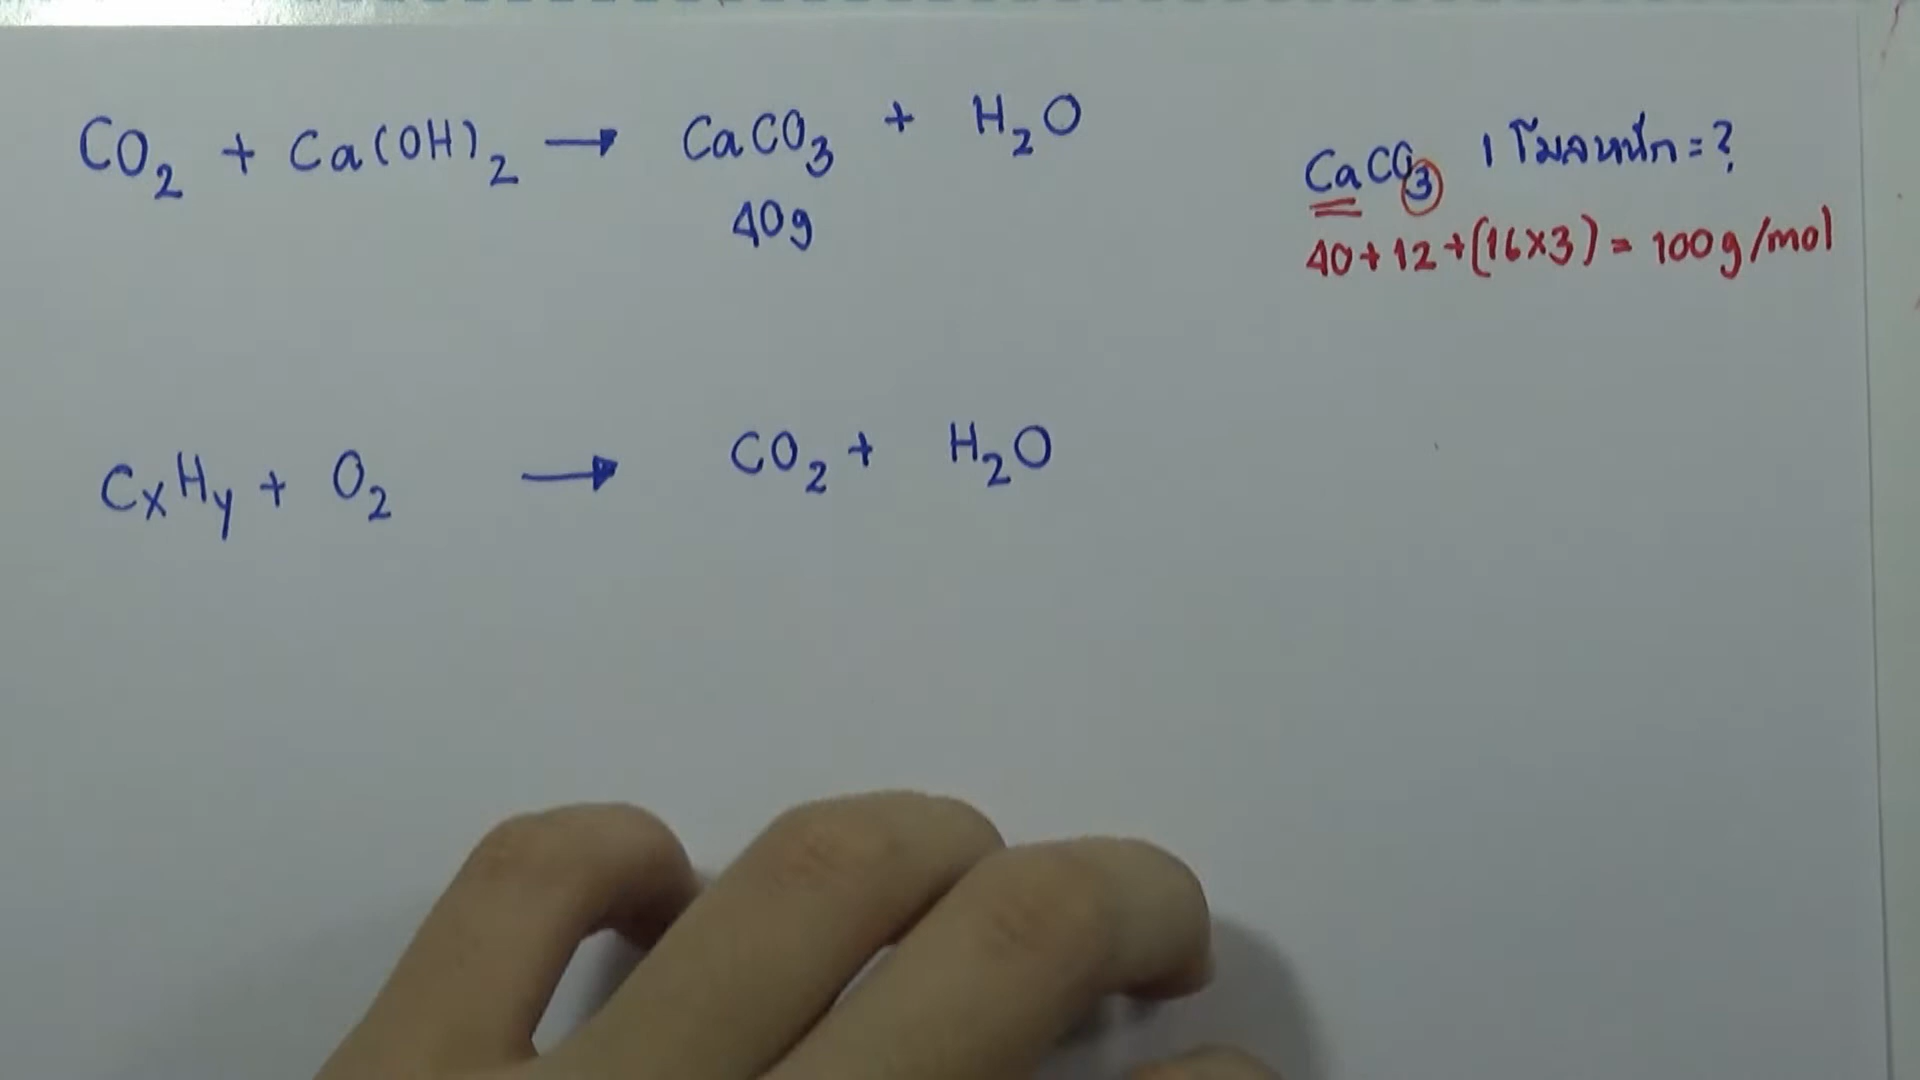 CO₂ + Ca(OH)₂ → CaCO₃ + H₂O
40g
CaCO₃ 1 โมลหนัก = ?
40 + 12 + (16×3) = 100 g/mol
CxHy + O₂ → CO₂ + H₂O